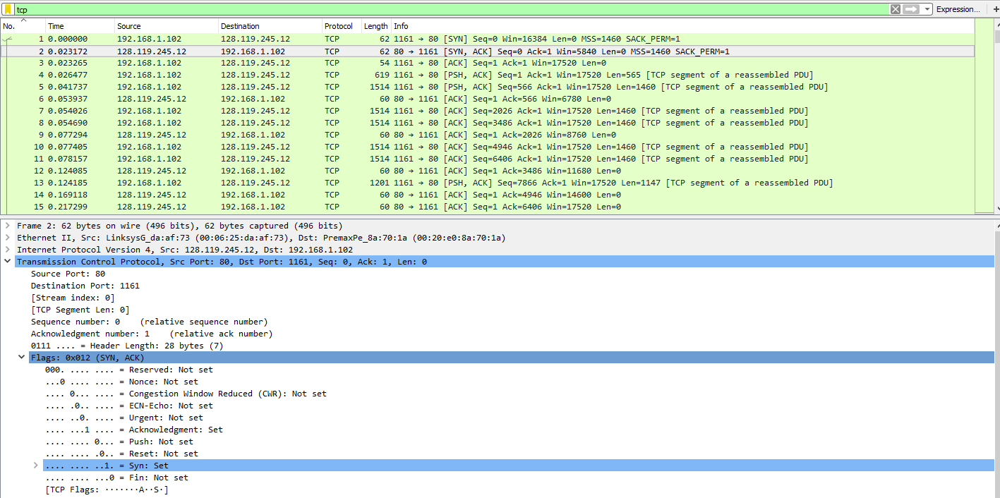 tcp Expression... +
No. Time Source Destination Protocol Length Info
1 0.000000 192.168.1.102 128.119.245.12 TCP 62 1161 → 80 [SYN] Seq=0 Win=16384 Len=0 MSS=1460 SACK_PERM=1
2 0.023172 128.119.245.12 192.168.1.102 TCP 62 80 → 1161 [SYN, ACK] Seq=0 Ack=1 Win=5840 Len=0 MSS=1460 SACK_PERM=1
3 0.023265 192.168.1.102 128.119.245.12 TCP 54 1161 → 80 [ACK] Seq=1 Ack=1 Win=17520 Len=0
4 0.026477 192.168.1.102 128.119.245.12 TCP 619 1161 → 80 [PSH, ACK] Seq=1 Ack=1 Win=17520 Len=565 [TCP segment of a reassembled PDU]
5 0.041737 192.168.1.102 128.119.245.12 TCP 1514 1161 → 80 [PSH, ACK] Seq=566 Ack=1 Win=17520 Len=1460 [TCP segment of a reassembled PDU]
6 0.053937 128.119.245.12 192.168.1.102 TCP 60 80 → 1161 [ACK] Seq=1 Ack=566 Win=6780 Len=0
7 0.054026 192.168.1.102 128.119.245.12 TCP 1514 1161 → 80 [ACK] Seq=2026 Ack=1 Win=17520 Len=1460 [TCP segment of a reassembled PDU]
8 0.054690 192.168.1.102 128.119.245.12 TCP 1514 1161 → 80 [ACK] Seq=3486 Ack=1 Win=17520 Len=1460 [TCP segment of a reassembled PDU]
9 0.077294 128.119.245.12 192.168.1.102 TCP 60 80 → 1161 [ACK] Seq=1 Ack=2026 Win=8760 Len=0
10 0.077405 192.168.1.102 128.119.245.12 TCP 1514 1161 → 80 [ACK] Seq=4946 Ack=1 Win=17520 Len=1460 [TCP segment of a reassembled PDU]
11 0.078157 192.168.1.102 128.119.245.12 TCP 1514 1161 → 80 [ACK] Seq=6406 Ack=1 Win=17520 Len=1460 [TCP segment of a reassembled PDU]
12 0.124085 128.119.245.12 192.168.1.102 TCP 60 80 → 1161 [ACK] Seq=1 Ack=3486 Win=11680 Len=0
13 0.124185 192.168.1.102 128.119.245.12 TCP 1201 1161 → 80 [PSH, ACK] Seq=7866 Ack=1 Win=17520 Len=1147 [TCP segment of a reassembled PDU]
14 0.169118 128.119.245.12 192.168.1.102 TCP 60 80 → 1161 [ACK] Seq=1 Ack=4946 Win=14600 Len=0
15 0.217299 128.119.245.12 192.168.1.102 TCP 60 80 → 1161 [ACK] Seq=1 Ack=6406 Win=17520 Len=0
Frame 2: 62 bytes on wire (496 bits), 62 bytes captured (496 bits)
Ethernet II, Src: LinksysG_da:af:73 (00:06:25:da:af:73), Dst: PremaxPe_8a:70:1a (00:20:e0:8a:70:1a)
Internet Protocol Version 4, Src: 128.119.245.12, Dst: 192.168.1.102
Transmission Control Protocol, Src Port: 80, Dst Port: 1161, Seq: 0, Ack: 1, Len: 0
Source Port: 80
Destination Port: 1161
[Stream index: 0]
[TCP Segment Len: 0]
Sequence number: 0 (relative sequence number)
Acknowledgment number: 1 (relative ack number)
0111 .... = Header Length: 28 bytes (7)
Flags: 0x012 (SYN, ACK)
000. .... .... = Reserved: Not set
...0 .... .... = Nonce: Not set
.... 0... .... = Congestion Window Reduced (CWR): Not set
.... .0.. .... = ECN-Echo: Not set
.... ..0. .... = Urgent: Not set
.... ...1 .... = Acknowledgment: Set
.... .... 0... = Push: Not set
.... .... .0.. = Reset: Not set
.... .... ..1. = Syn: Set
.... .... ...0 = Fin: Not set
[TCP Flags: ·······A··S·]